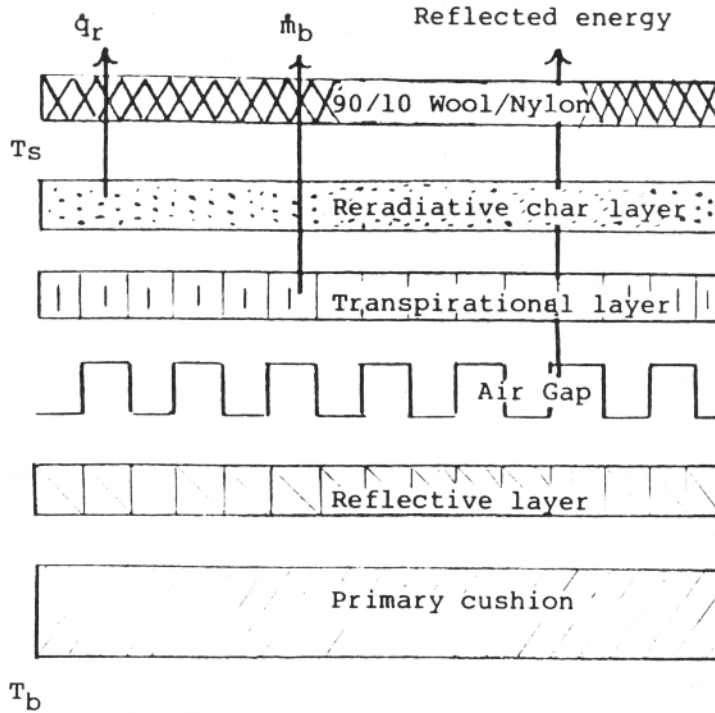 q̇r ṁb Reflected energy
90/10 Wool/Nylon
Ts
Reradiative char layer
Transpirational layer
Air Gap
Reflective layer
Primary cushion
Tb